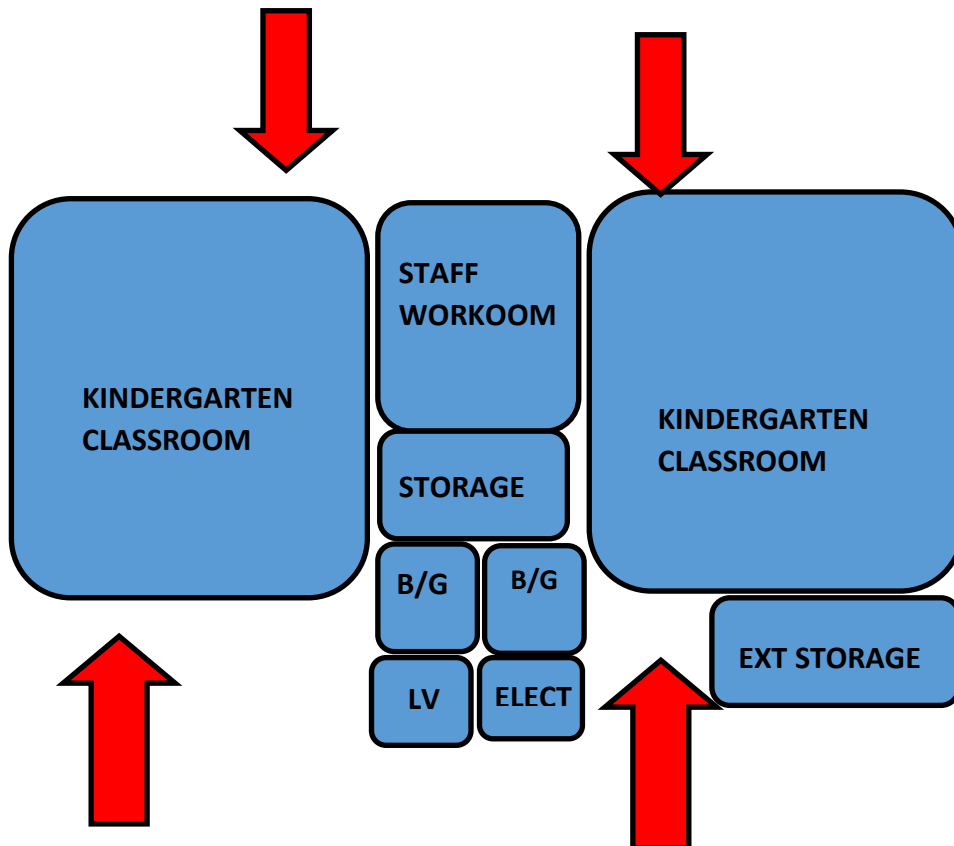 STAFF
WORKOOM
KINDERGARTEN
CLASSROOM
KINDERGARTEN
CLASSROOM
STORAGE
B/G
B/G
EXT STORAGE
LV
ELECT